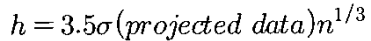 h = 3.5σ(projected data)n^{1/3}